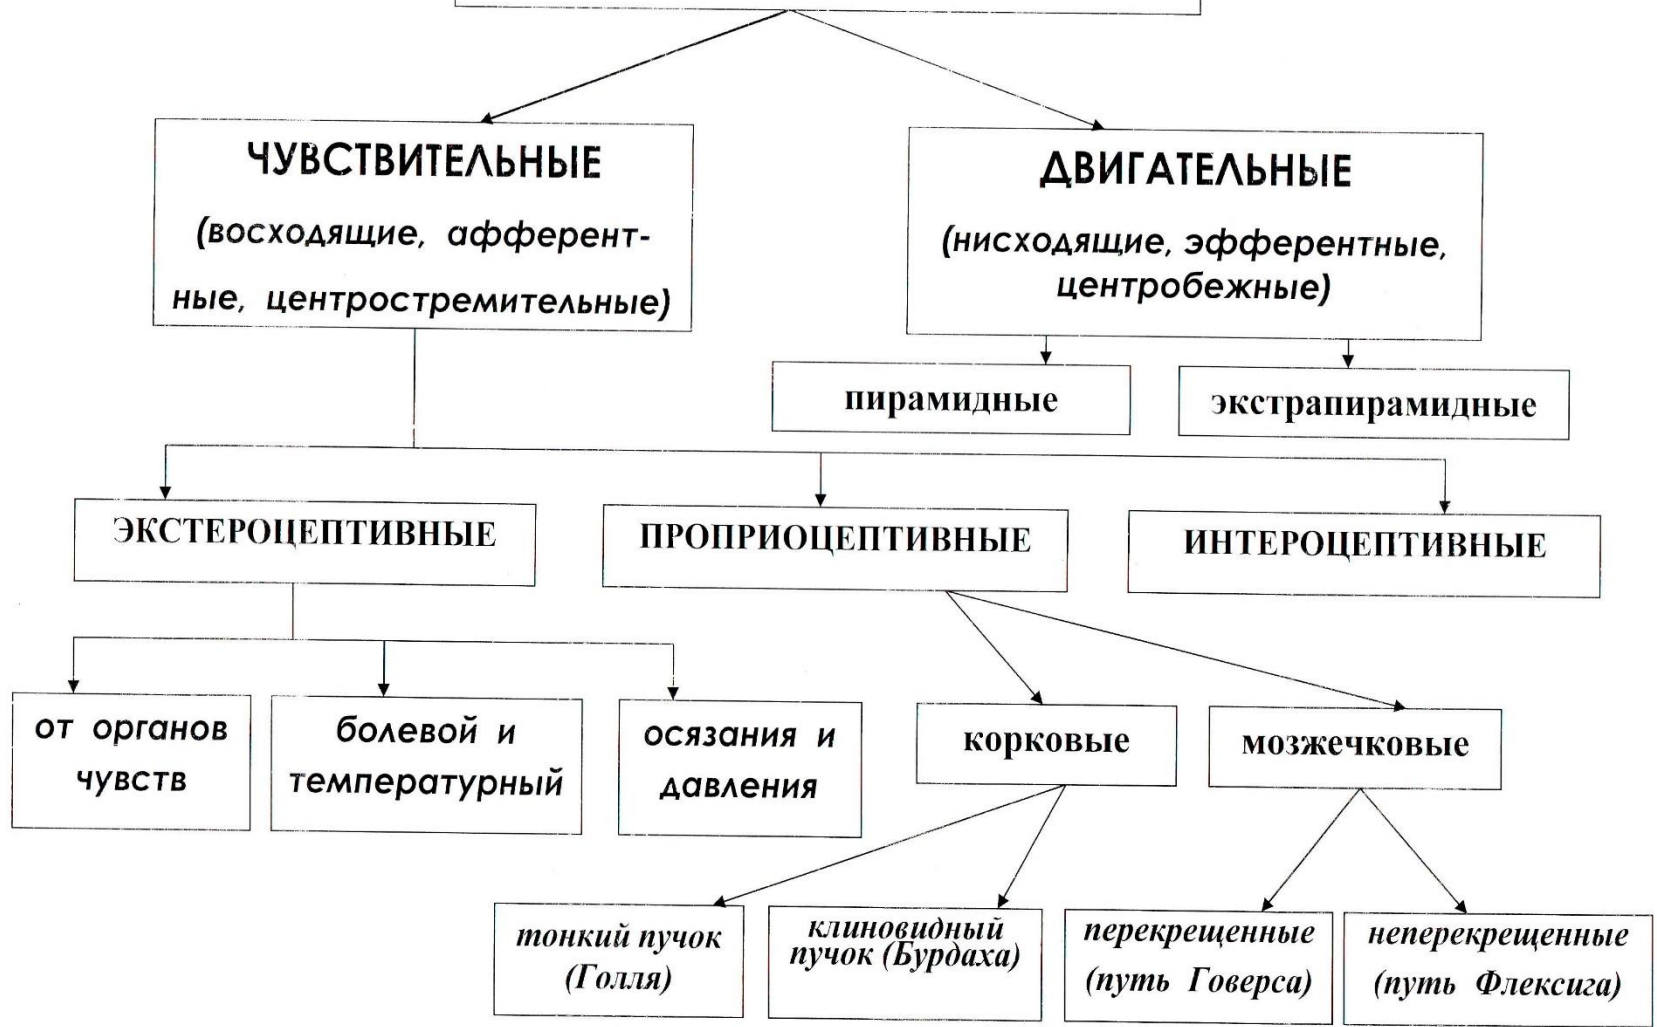 ЧУВСТВИТЕЛЬНЫЕ
(восходящие, афферент-
ные, центростремительные)
ДВИГАТЕЛЬНЫЕ
(нисходящие, эфферентные,
центробежные)
пирамидные
экстрапирамидные
ЭКСТЕРОЦЕПТИВНЫЕ
ПРОПРИОЦЕПТИВНЫЕ
ИНТЕРОЦЕПТИВНЫЕ
от органов
чувств
болевой и
температурный
осязания и
давления
корковые
мозжечковые
тонкий пучок
(Голля)
клиновидный
пучок (Бурдаха)
перекрещенные
(путь Говерса)
неперекрещенные
(путь Флексига)